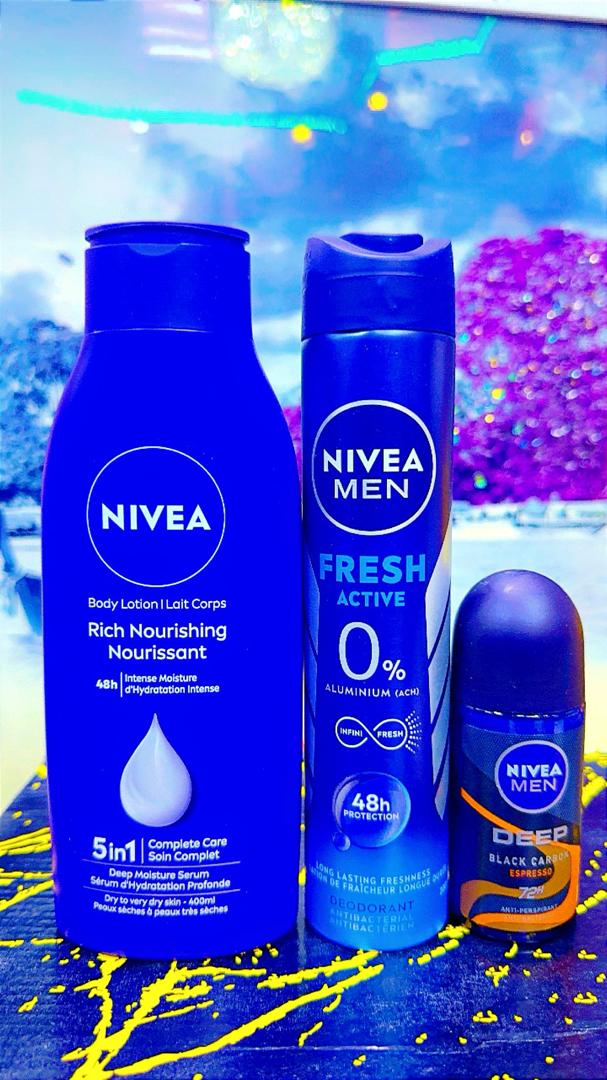 NIVEA
Body Lotion | Lait Corps
Rich Nourishing
Nourissant
48h | Intense Moisture
d'Hydratation Intense
5in1 | Complete Care
Soin Complet
Deep Moisture Serum
Sérum d'Hydratation Profonde
Dry to very dry skin - 400ml
Peaux sèches à peaux très sèches
NIVEA
MEN
FRESH
ACTIVE
0%
ALUMINIUM (ACH)
INFINI FRESH
48h
PROTECTION
LONG LASTING FRESHNESS
DE FRAÎCHEUR LONGUE
DEODORANT
ANTIBACTERIAL
ANTIBACTÉRIEN
NIVEA
MEN
DEEP
BLACK CARBON
ESPRESSO
72H
ANTI-PERSPIRANT